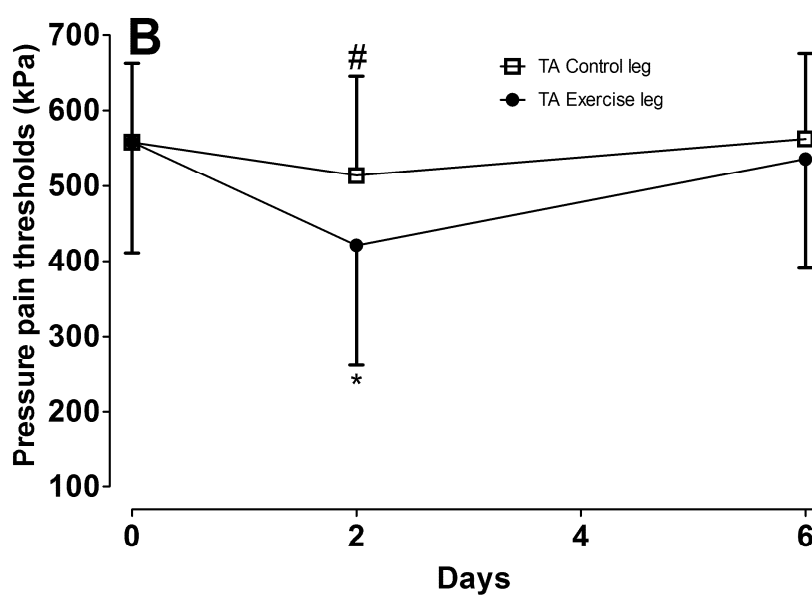 B
Pressure pain thresholds (kPa)
700
600
500
400
300
200
100
#
*
TA Control leg
TA Exercise leg
0 2 4 6
Days